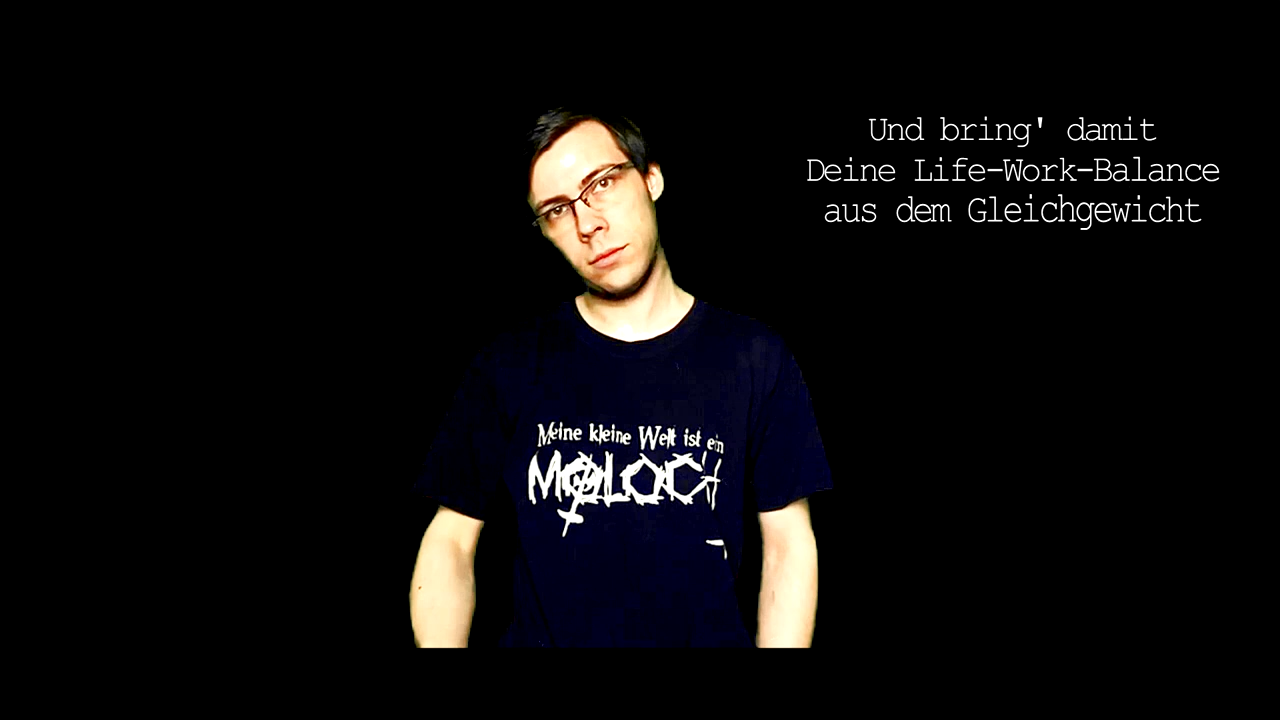 Und bring' damit
Deine Life-Work-Balance
aus dem Gleichgewicht
Meine kleine Welt ist ein
MOLOCH